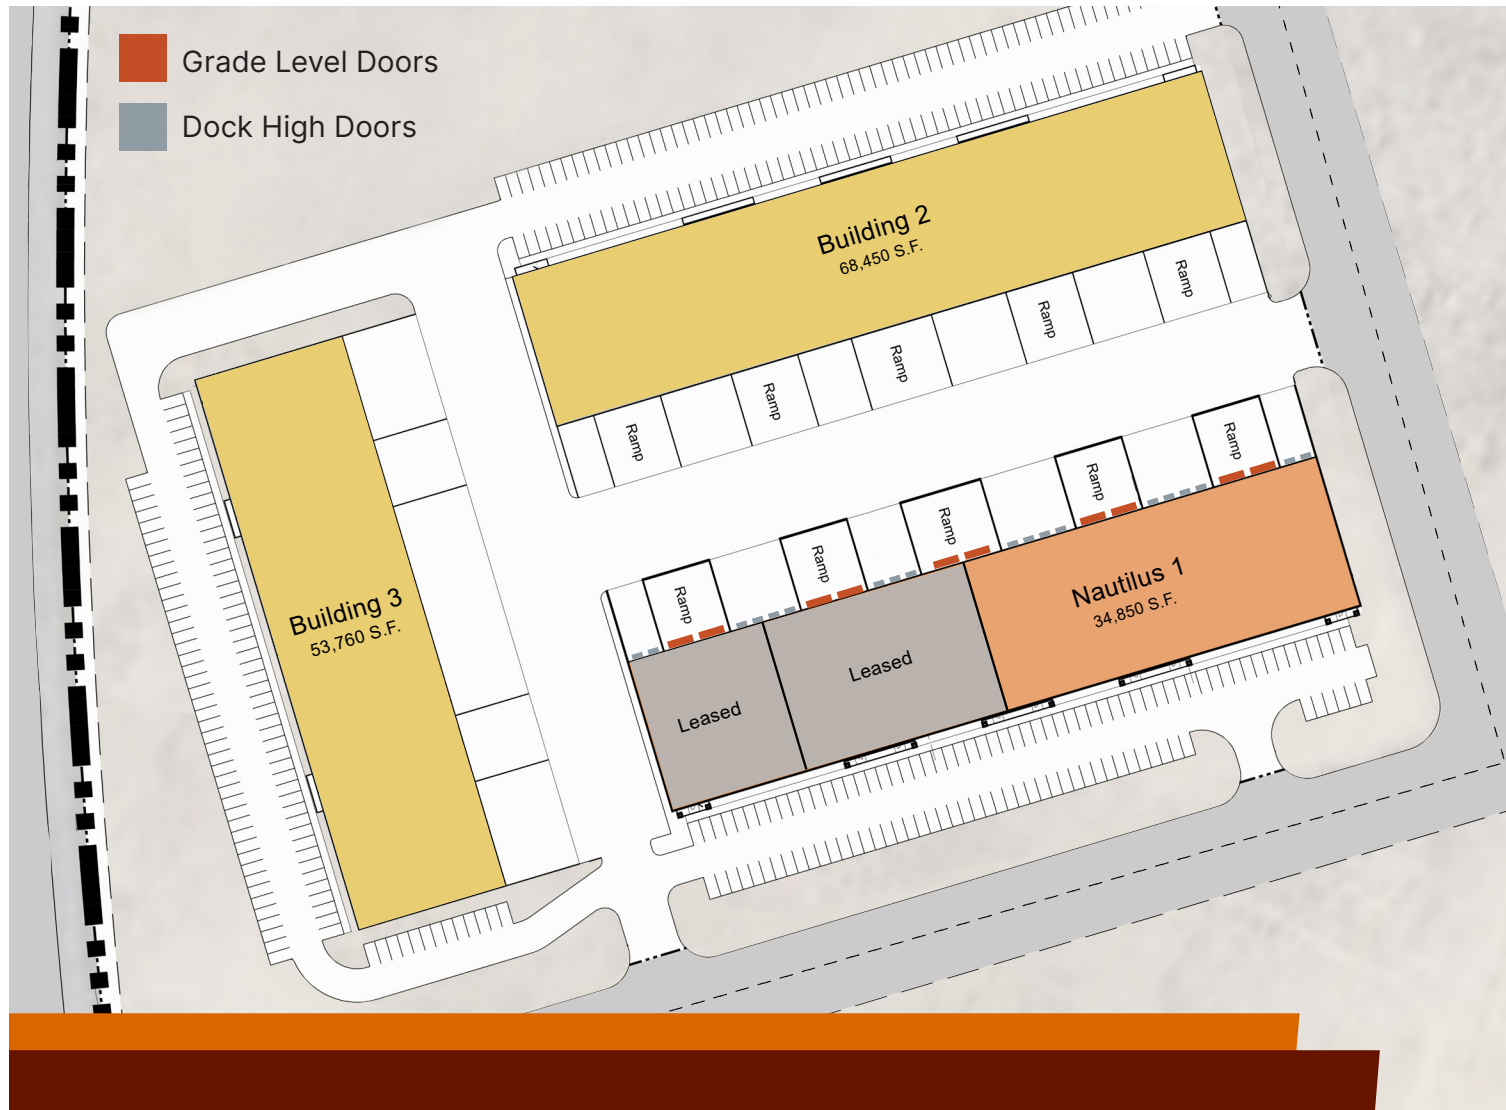 Grade Level Doors
Dock High Doors
Building 2
68,450 S.F.
Ramp
Ramp
Ramp
Ramp
Ramp
Building 3
53,760 S.F.
Ramp
Ramp
Ramp
Ramp
Ramp
Nautilus 1
34,850 S.F.
Leased
Leased